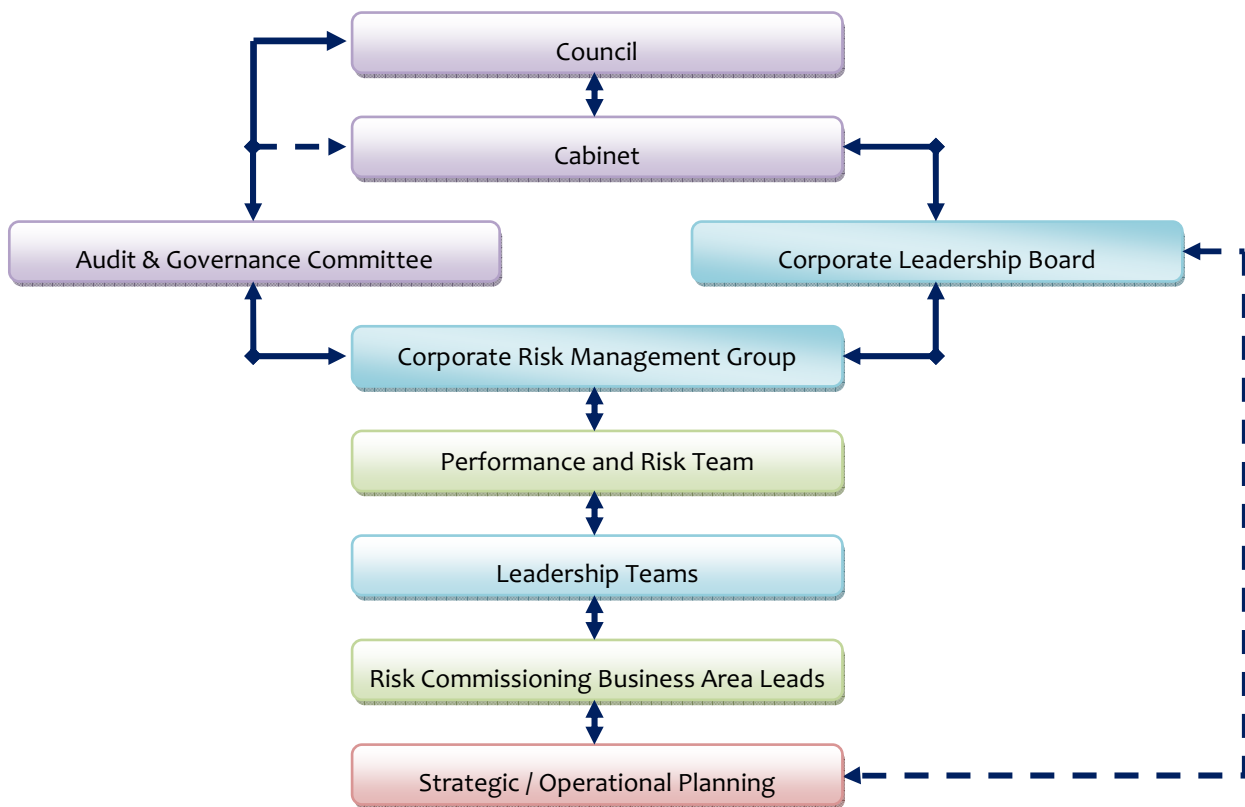 Council
Cabinet
Audit & Governance Committee
Corporate Leadership Board
Corporate Risk Management Group
Performance and Risk Team
Leadership Teams
Risk Commissioning Business Area Leads
Strategic / Operational Planning